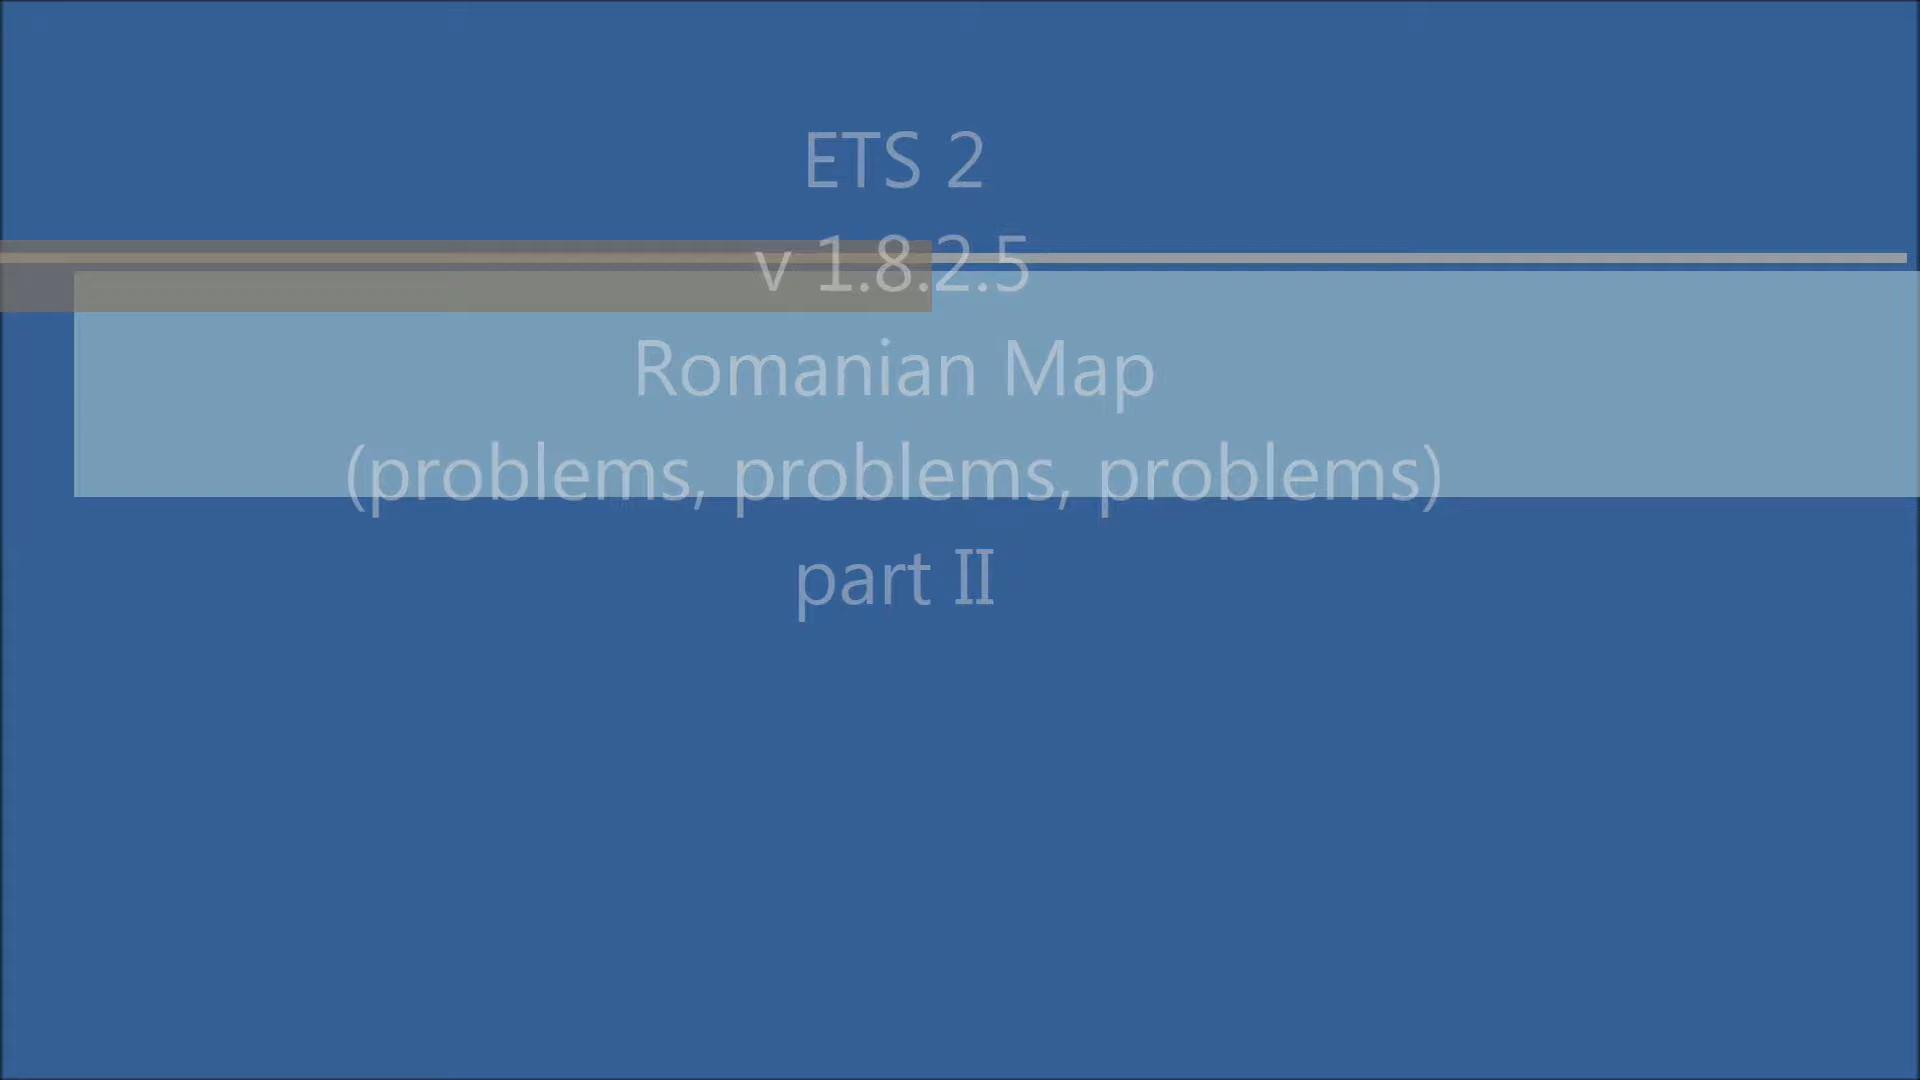 ETS 2
v 1.8.2.5
Romanian Map
(problems, problems, problems)
part II